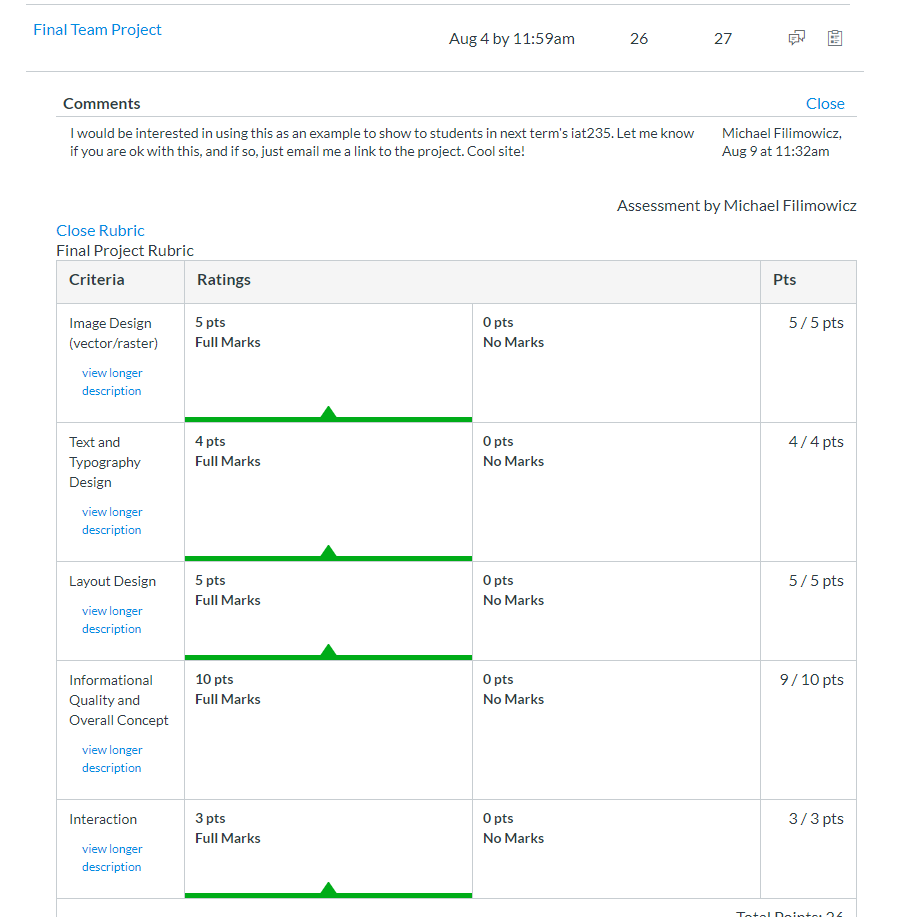 Final Team Project
Aug 4 by 11:59am 26 27
Comments Close
I would be interested in using this as an example to show to students in next term's iat235. Let me know
if you are ok with this, and if so, just email me a link to the project. Cool site!
Michael Filimowicz,
Aug 9 at 11:32am
Assessment by Michael Filimowicz
Close Rubric
Final Project Rubric
Criteria Ratings Pts
Image Design
(vector/raster)
view longer
description
5 pts
Full Marks
0 pts
No Marks
5 / 5 pts
Text and
Typography
Design
view longer
description
4 pts
Full Marks
0 pts
No Marks
4 / 4 pts
Layout Design
view longer
description
5 pts
Full Marks
0 pts
No Marks
5 / 5 pts
Informational
Quality and
Overall Concept
view longer
description
10 pts
Full Marks
0 pts
No Marks
9 / 10 pts
Interaction
view longer
description
3 pts
Full Marks
0 pts
No Marks
3 / 3 pts
Total Points: 26